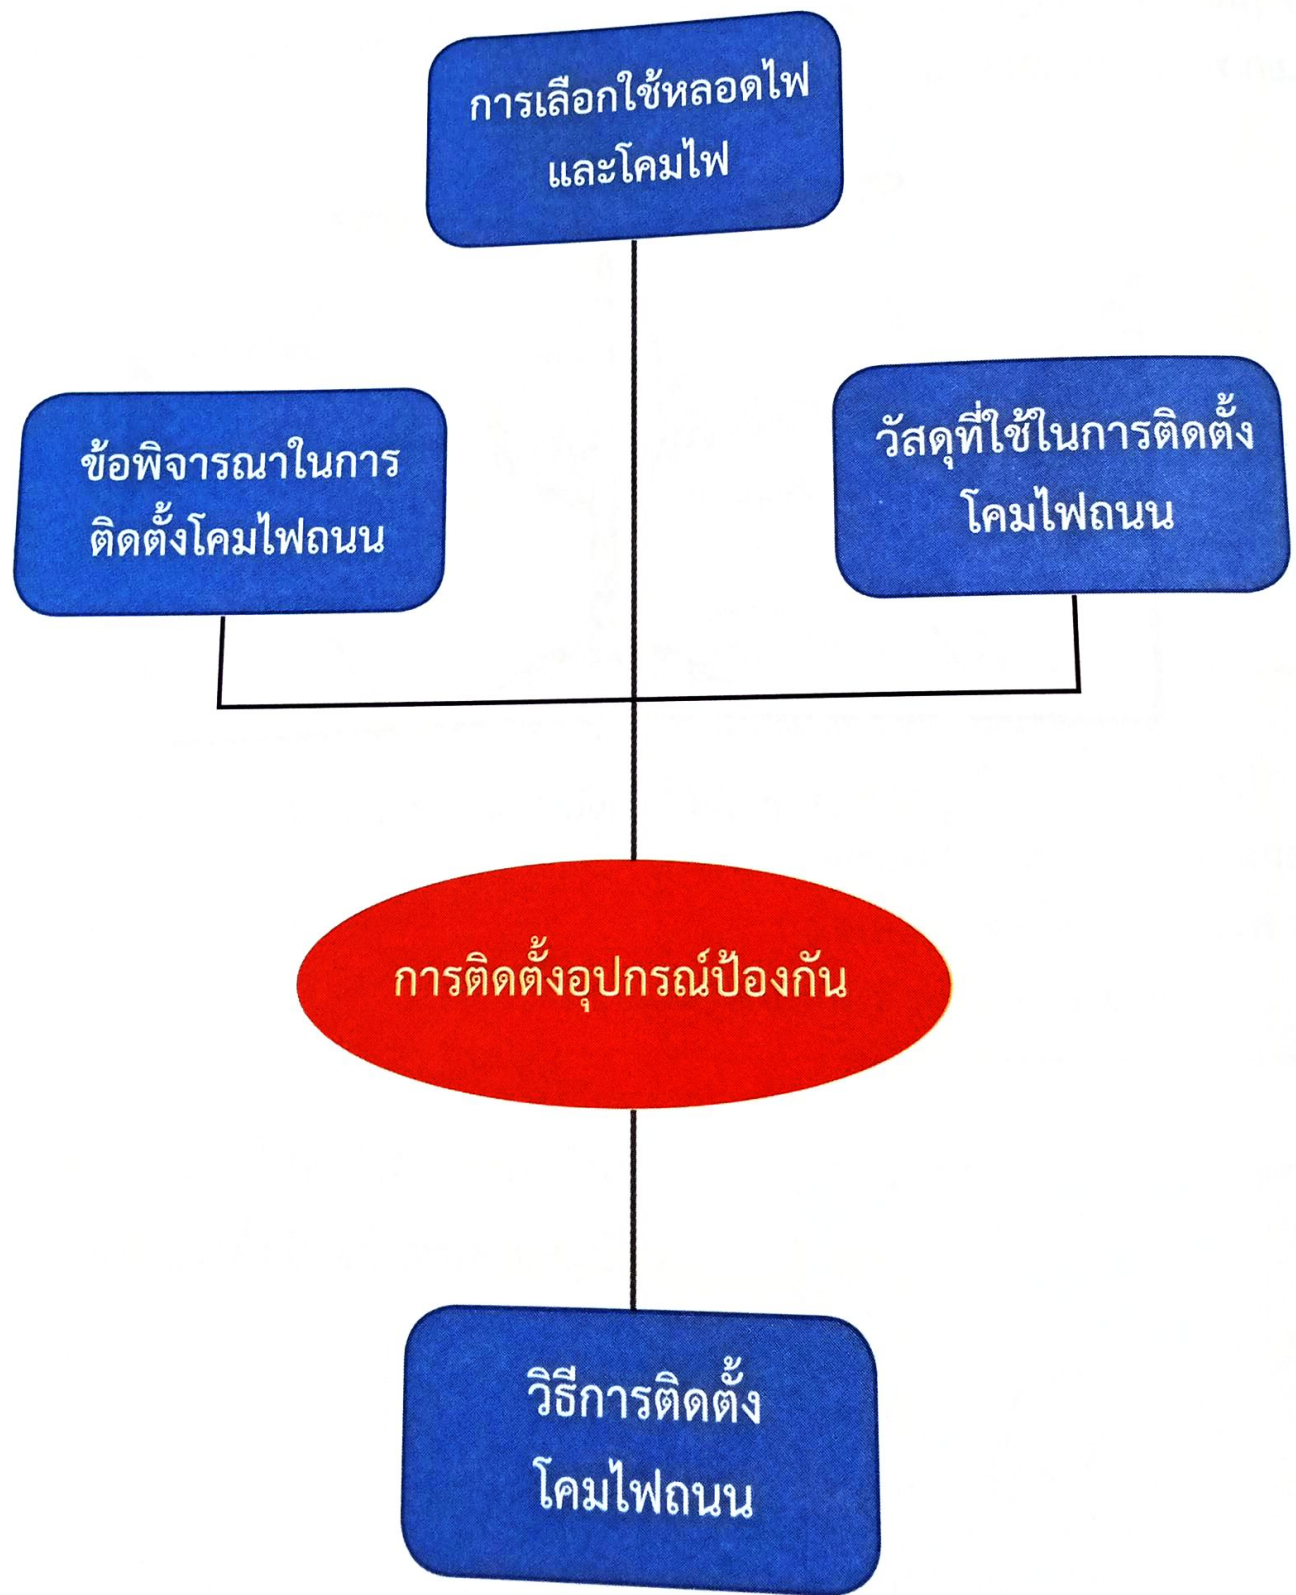 การเลือกใช้หลอดไฟ
และโคมไฟ
ข้อพิจารณาในการ
ติดตั้งโคมไฟถนน
วัสดุที่ใช้ในการติดตั้ง
โคมไฟถนน
การติดตั้งอุปกรณ์ป้องกัน
วิธีการติดตั้ง
โคมไฟถนน